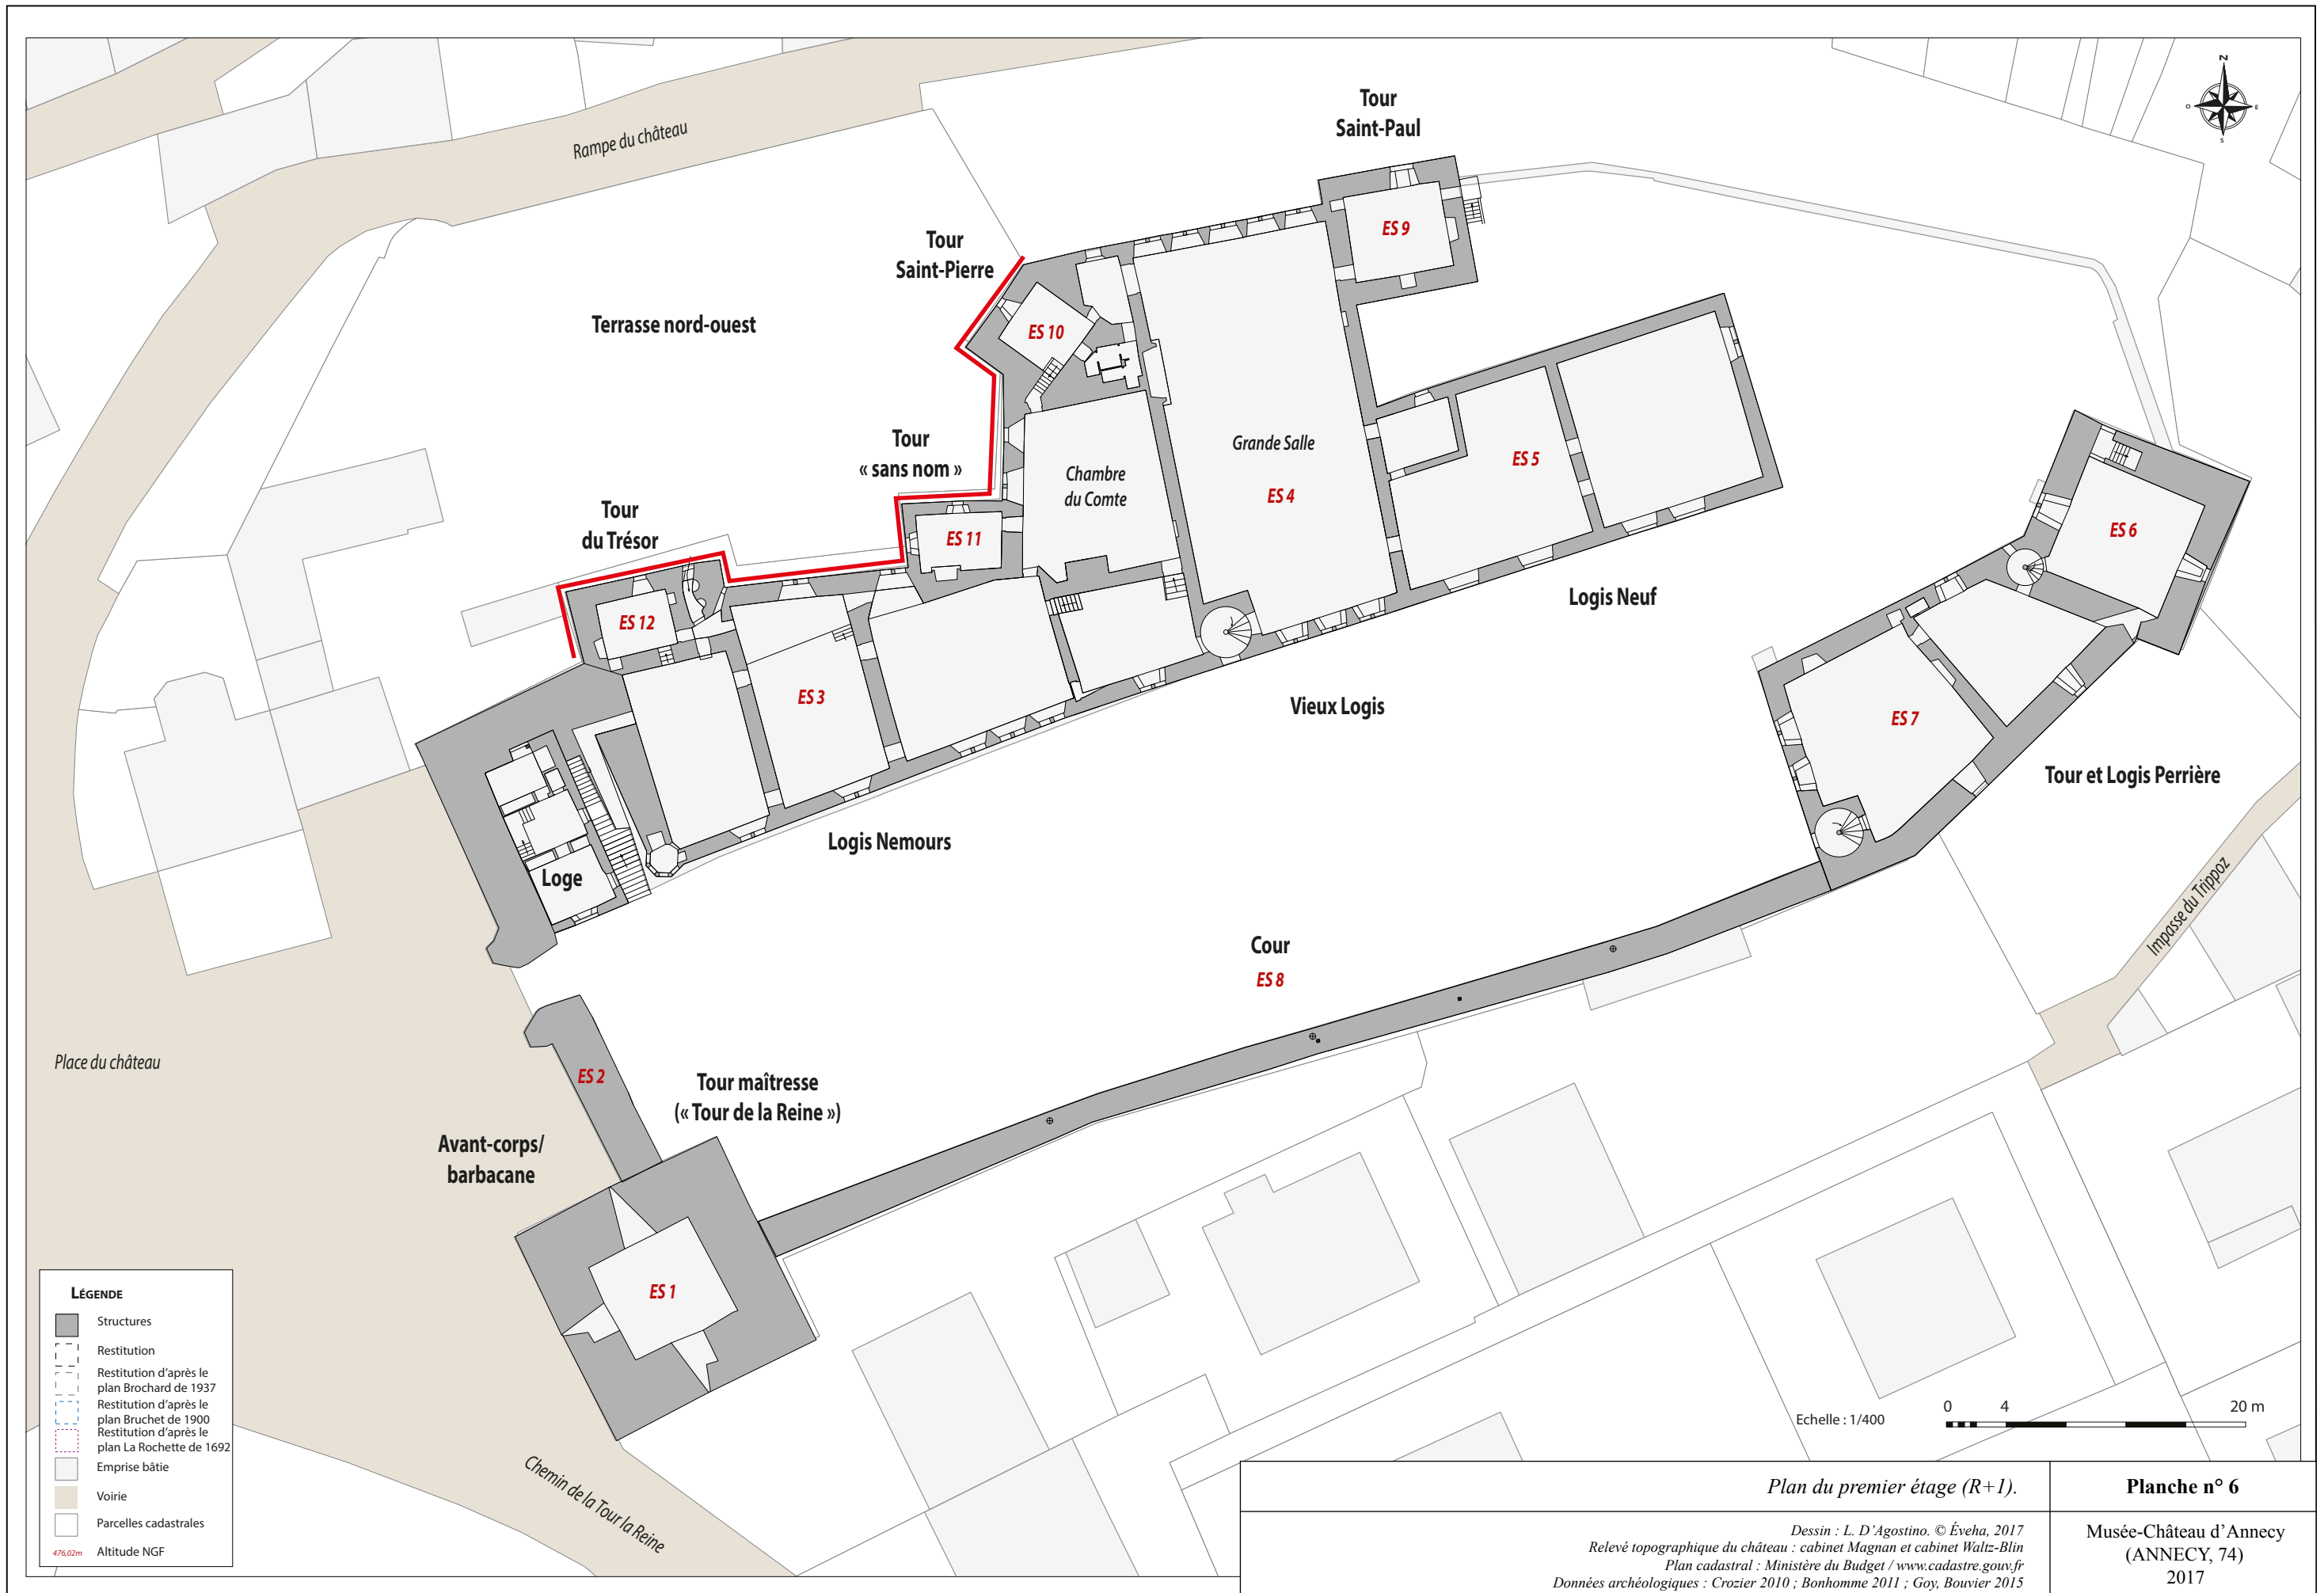 Rampe du château
Tour
Saint-Paul
N
O
E
S
ES 9
Tour
Saint-Pierre
Terrasse nord-ouest
ES 10
Tour
« sans nom »
Chambre
du Comte
Grande Salle
ES 4
ES 5
Tour
du Trésor
ES 11
ES 6
Logis Neuf
ES 12
ES 3
Vieux Logis
ES 7
Tour et Logis Perrière
Logis Nemours
Loge
Impasse du Trippoz
Cour
ES 8
Place du château
ES 2
Tour maîtresse
(« Tour de la Reine »)
Avant-corps/
barbacane
ES 1
Chemin de la Tour la Reine
LÉGENDE
Structures
Restitution
Restitution d'après le
plan Brochard de 1937
Restitution d'après le
plan Bruchet de 1900
Restitution d'après le
plan La Rochette de 1692
Emprise bâtie
Voirie
Parcelles cadastrales
476,02m Altitude NGF
Echelle : 1/400
0 4 20 m
Plan du premier étage (R+1).
Planche n° 6
Dessin : L. D'Agostino. © Éveha, 2017
Relevé topographique du château : cabinet Magnan et cabinet Waltz-Blin
Plan cadastral : Ministère du Budget / www.cadastre.gouv.fr
Données archéologiques : Crozier 2010 ; Bonhomme 2011 ; Goy, Bouvier 2015
Musée-Château d'Annecy
(ANNECY, 74)
2017